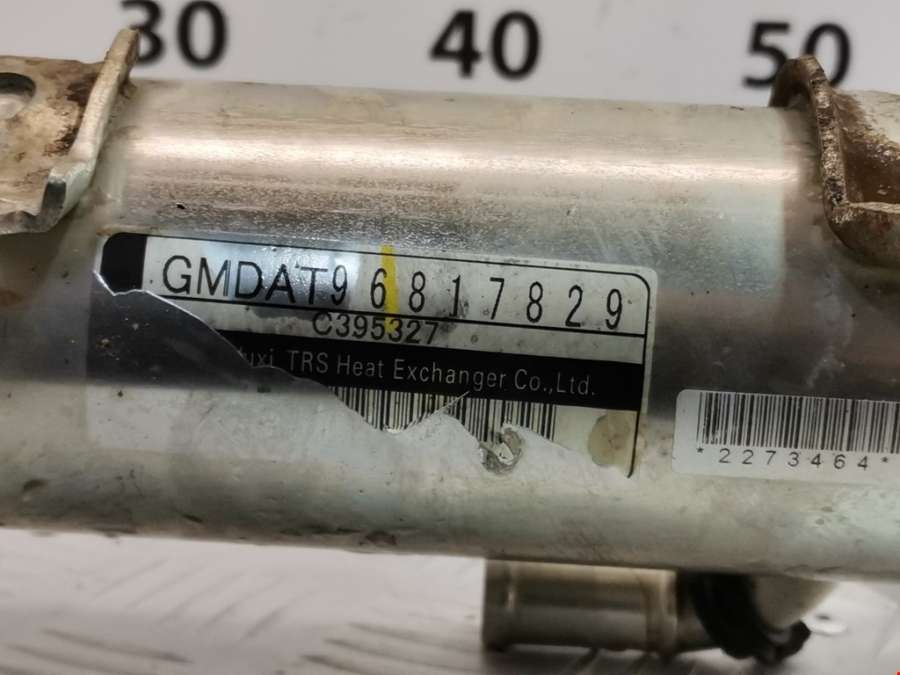 30 40 50
GMDAT96817829
C395327
TRS Heat Exchanger Co.,Ltd.
*2273464*